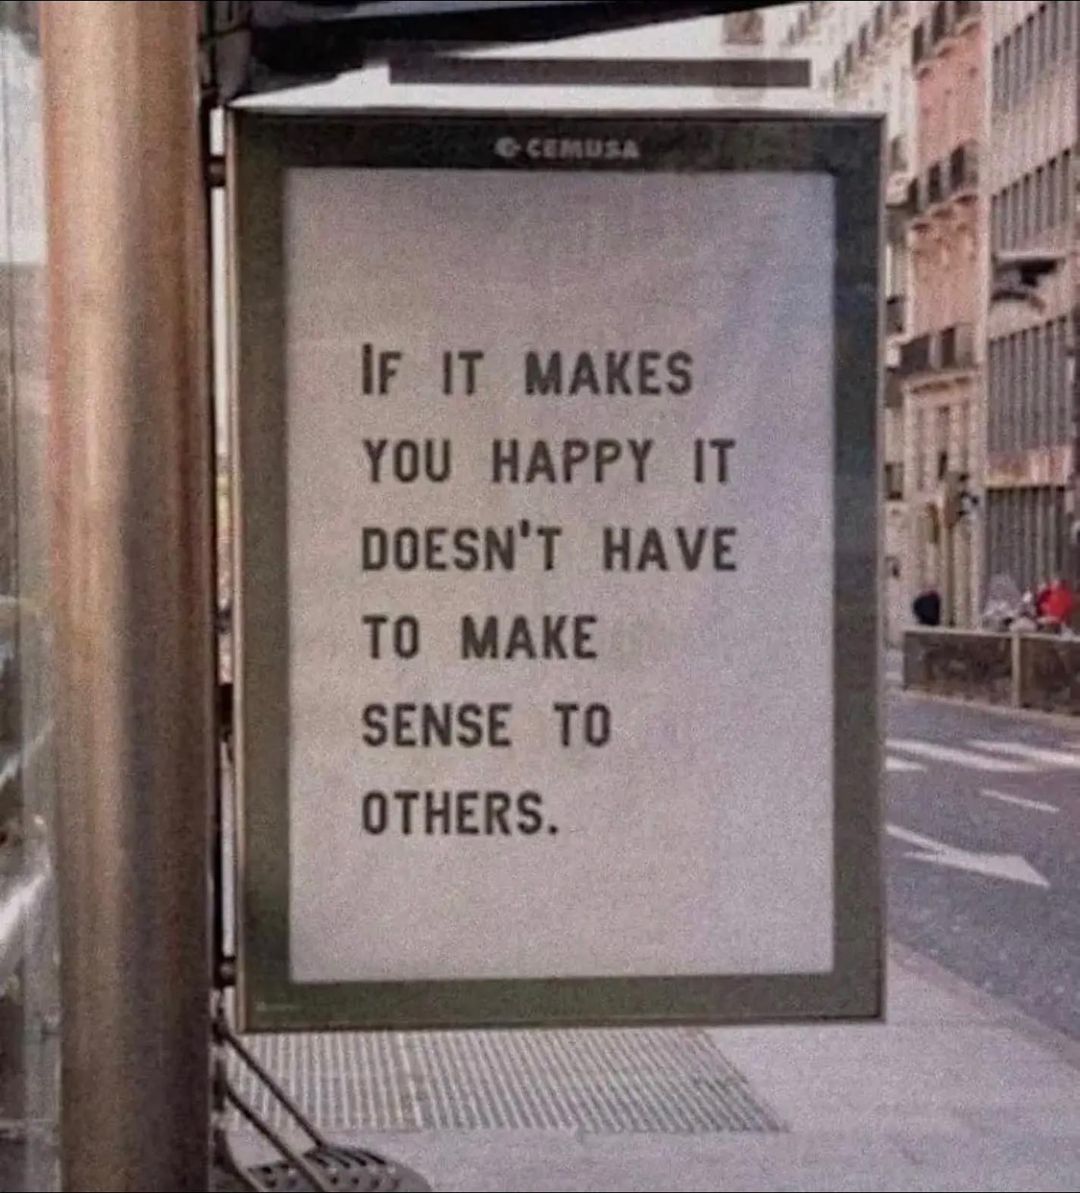 CEMUSA
IF IT MAKES
YOU HAPPY IT
DOESN'T HAVE
TO MAKE
SENSE TO
OTHERS.